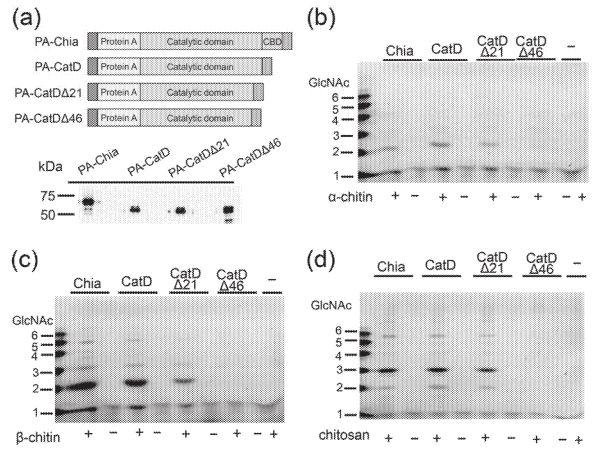 (a)
PA-Chia Protein A Catalytic domain CBD
PA-CatD Protein A Catalytic domain
PA-CatDΔ21 Protein A Catalytic domain
PA-CatDΔ46 Protein A Catalytic domain
kDa PA-Chia PA-CatD PA-CatDΔ21 PA-CatDΔ46
75
50
(b)
Chia CatD CatD Δ21 CatD Δ46 −
GlcNAc
6
5
4
3
2
1
α-chitin + − + − + − + − +
(c)
Chia CatD CatD Δ21 CatD Δ46 −
GlcNAc
6
5
4
3
2
1
β-chitin + − + − + − + − +
(d)
Chia CatD CatD Δ21 CatD Δ46 −
GlcNAc
6
5
4
3
2
1
chitosan + − + − + − + − +